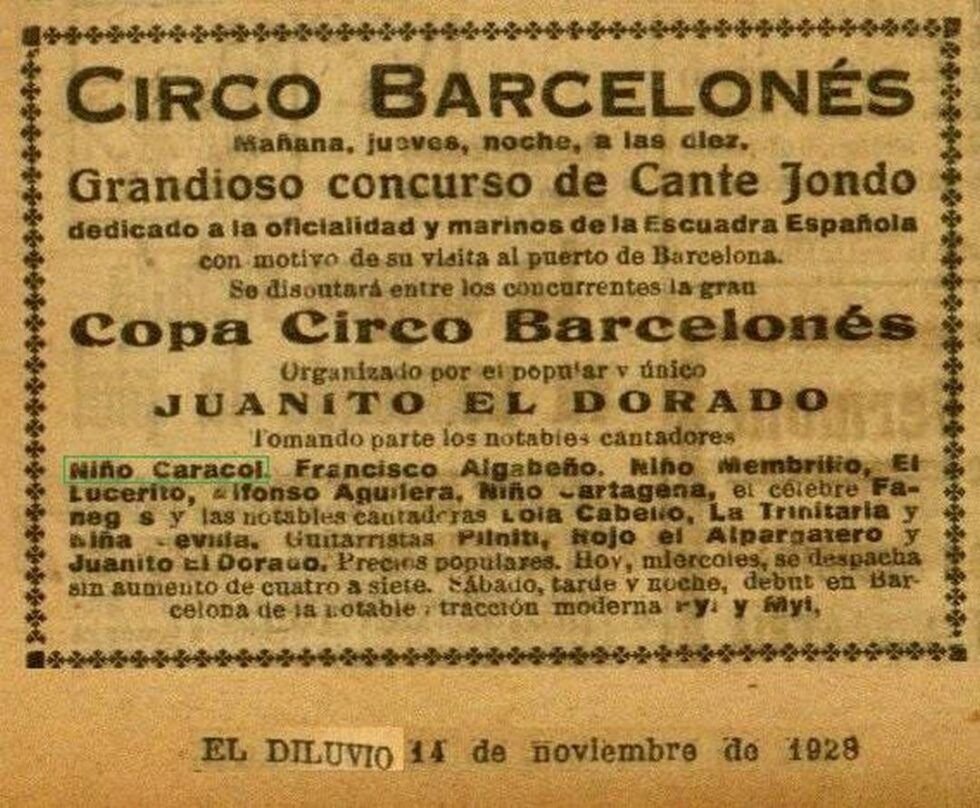 CIRCO BARCELONÉS
Mañana, jueves, noche, a las diez.
Grandioso concurso de Cante Jondo
dedicado a la oficialidad y marinos de la Escuadra Española
con motivo de su visita al puerto de Barcelona.
Se disputará entre los concurrentes la gran
Copa Circo Barcelonés
Organizado por el popular y único
JUANITO EL DORADO
Tomando parte los notables cantadores
Niño Caracol, Francisco Algabeño, Niño Membrillo, El
Lucerito, Alfonso Aguilera, Niño Cartagena, el célebre Fa-
neg s y las notables cantadoras Lola Cabello, La Trinitaria y
Niña Sevilla. Guitarristas Pilniti, Rojo el Alpargatero y
Juanito El Dorado. Precios populares. Hoy, miércoles, se despacha
sin aumento de cuatro a siete. Sábado, tarde y noche, debut en Bar-
celona de la notable atracción moderna y Myi.
EL DILUVIO 14 de noviembre de 1928